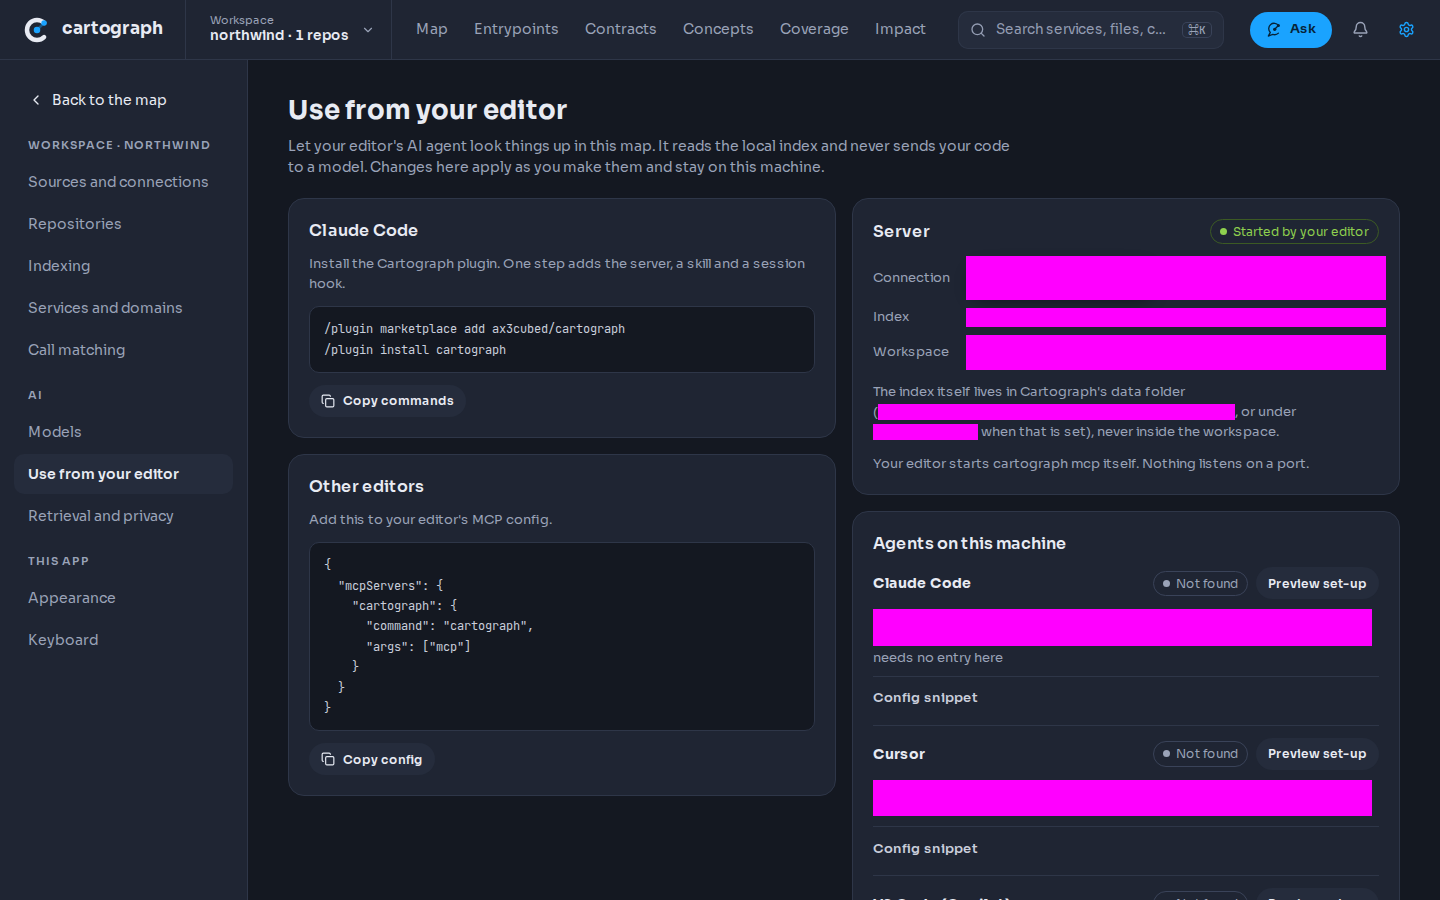 cartograph
Workspace
northwind · 1 repos
Map
Entrypoints
Contracts
Concepts
Coverage
Impact
Search services, files, c...
⌘K
Ask
Back to the map
WORKSPACE · NORTHWIND
Sources and connections
Repositories
Indexing
Services and domains
Call matching
AI
Models
Use from your editor
Retrieval and privacy
THIS APP
Appearance
Keyboard
Use from your editor
Let your editor's AI agent look things up in this map. It reads the local index and never sends your code
to a model. Changes here apply as you make them and stay on this machine.
Claude Code
Install the Cartograph plugin. One step adds the server, a skill and a session
hook.
/plugin marketplace add ax3cubed/cartograph
/plugin install cartograph
Copy commands
Other editors
Add this to your editor's MCP config.
{
"mcpServers": {
"cartograph": {
"command": "cartograph",
"args": ["mcp"]
}
}
}
Copy config
Server
Started by your editor
Connection
Index
Workspace
The index itself lives in Cartograph's data folder
(, or under
when that is set), never inside the workspace.
Your editor starts cartograph mcp itself. Nothing listens on a port.
Agents on this machine
Claude Code
Not found
Preview set-up
needs no entry here
Config snippet
Cursor
Not found
Preview set-up
Config snippet